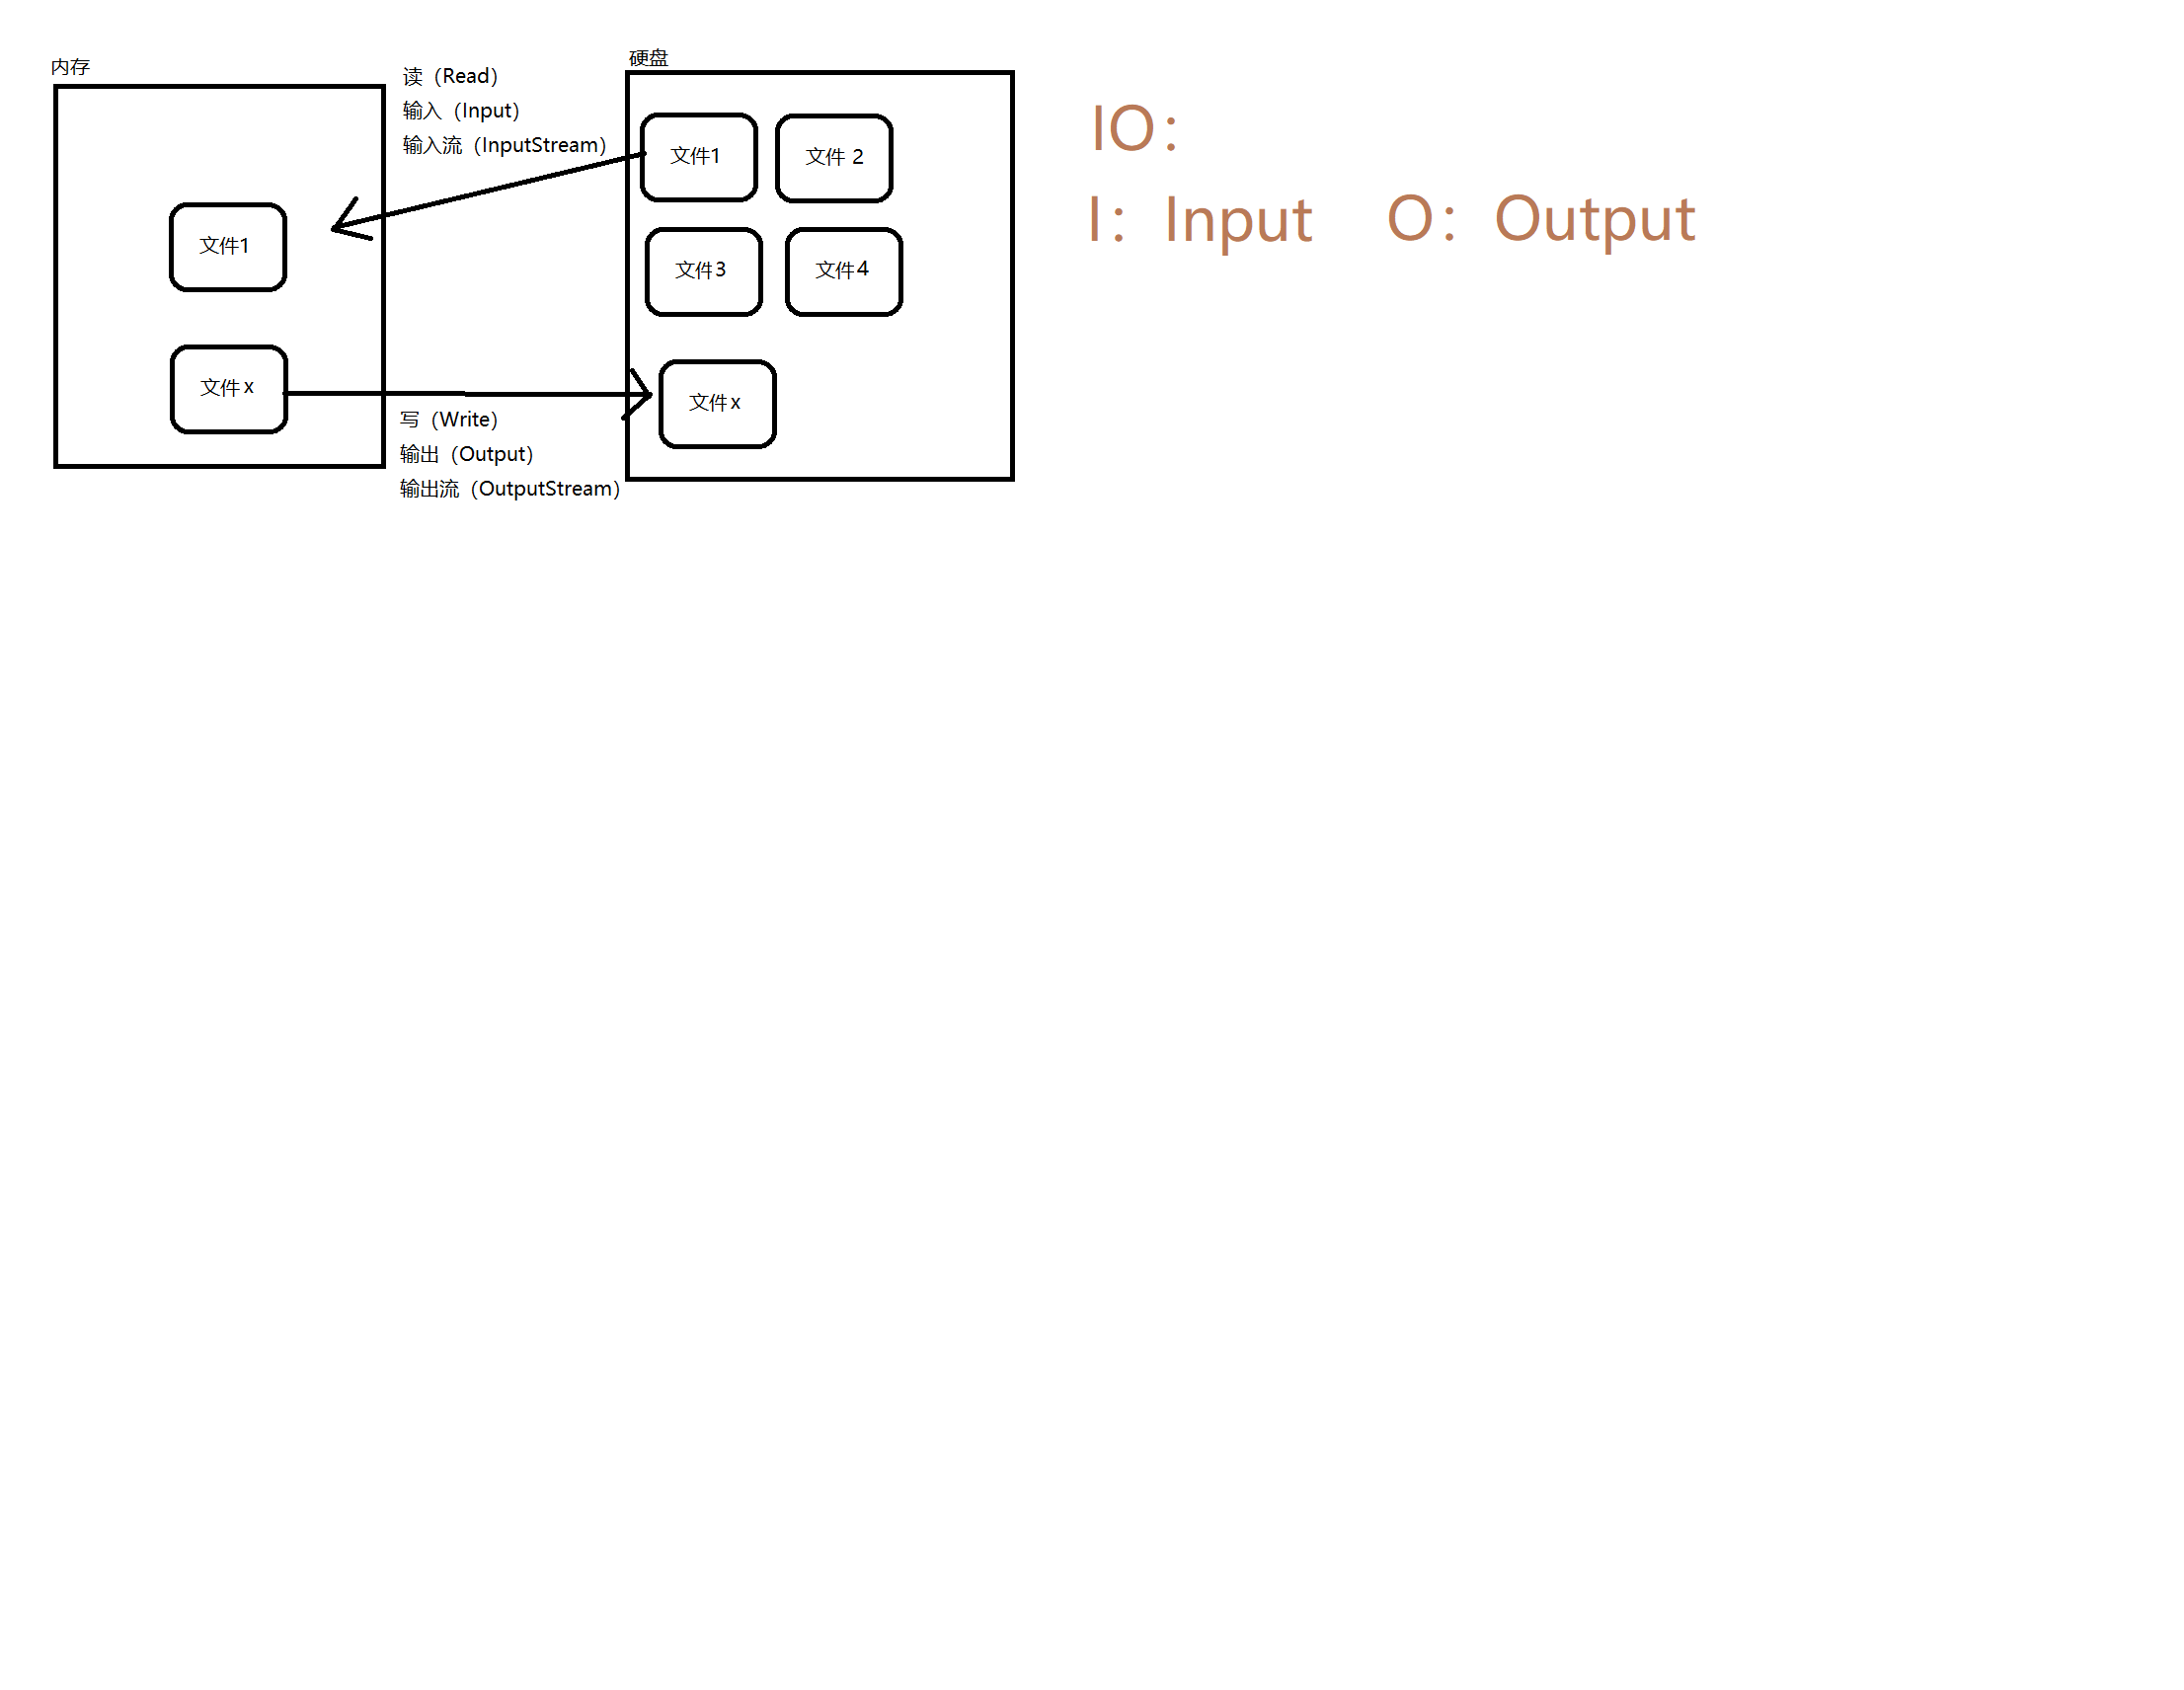 内存
读（Read）
输入（Input）
输入流（InputStream）
文件1
文件x
写（Write）
输出（Output）
输出流（OutputStream）
硬盘
文件1
文件 2
文件3
文件4
文件x
IO：
I：Input O：Output